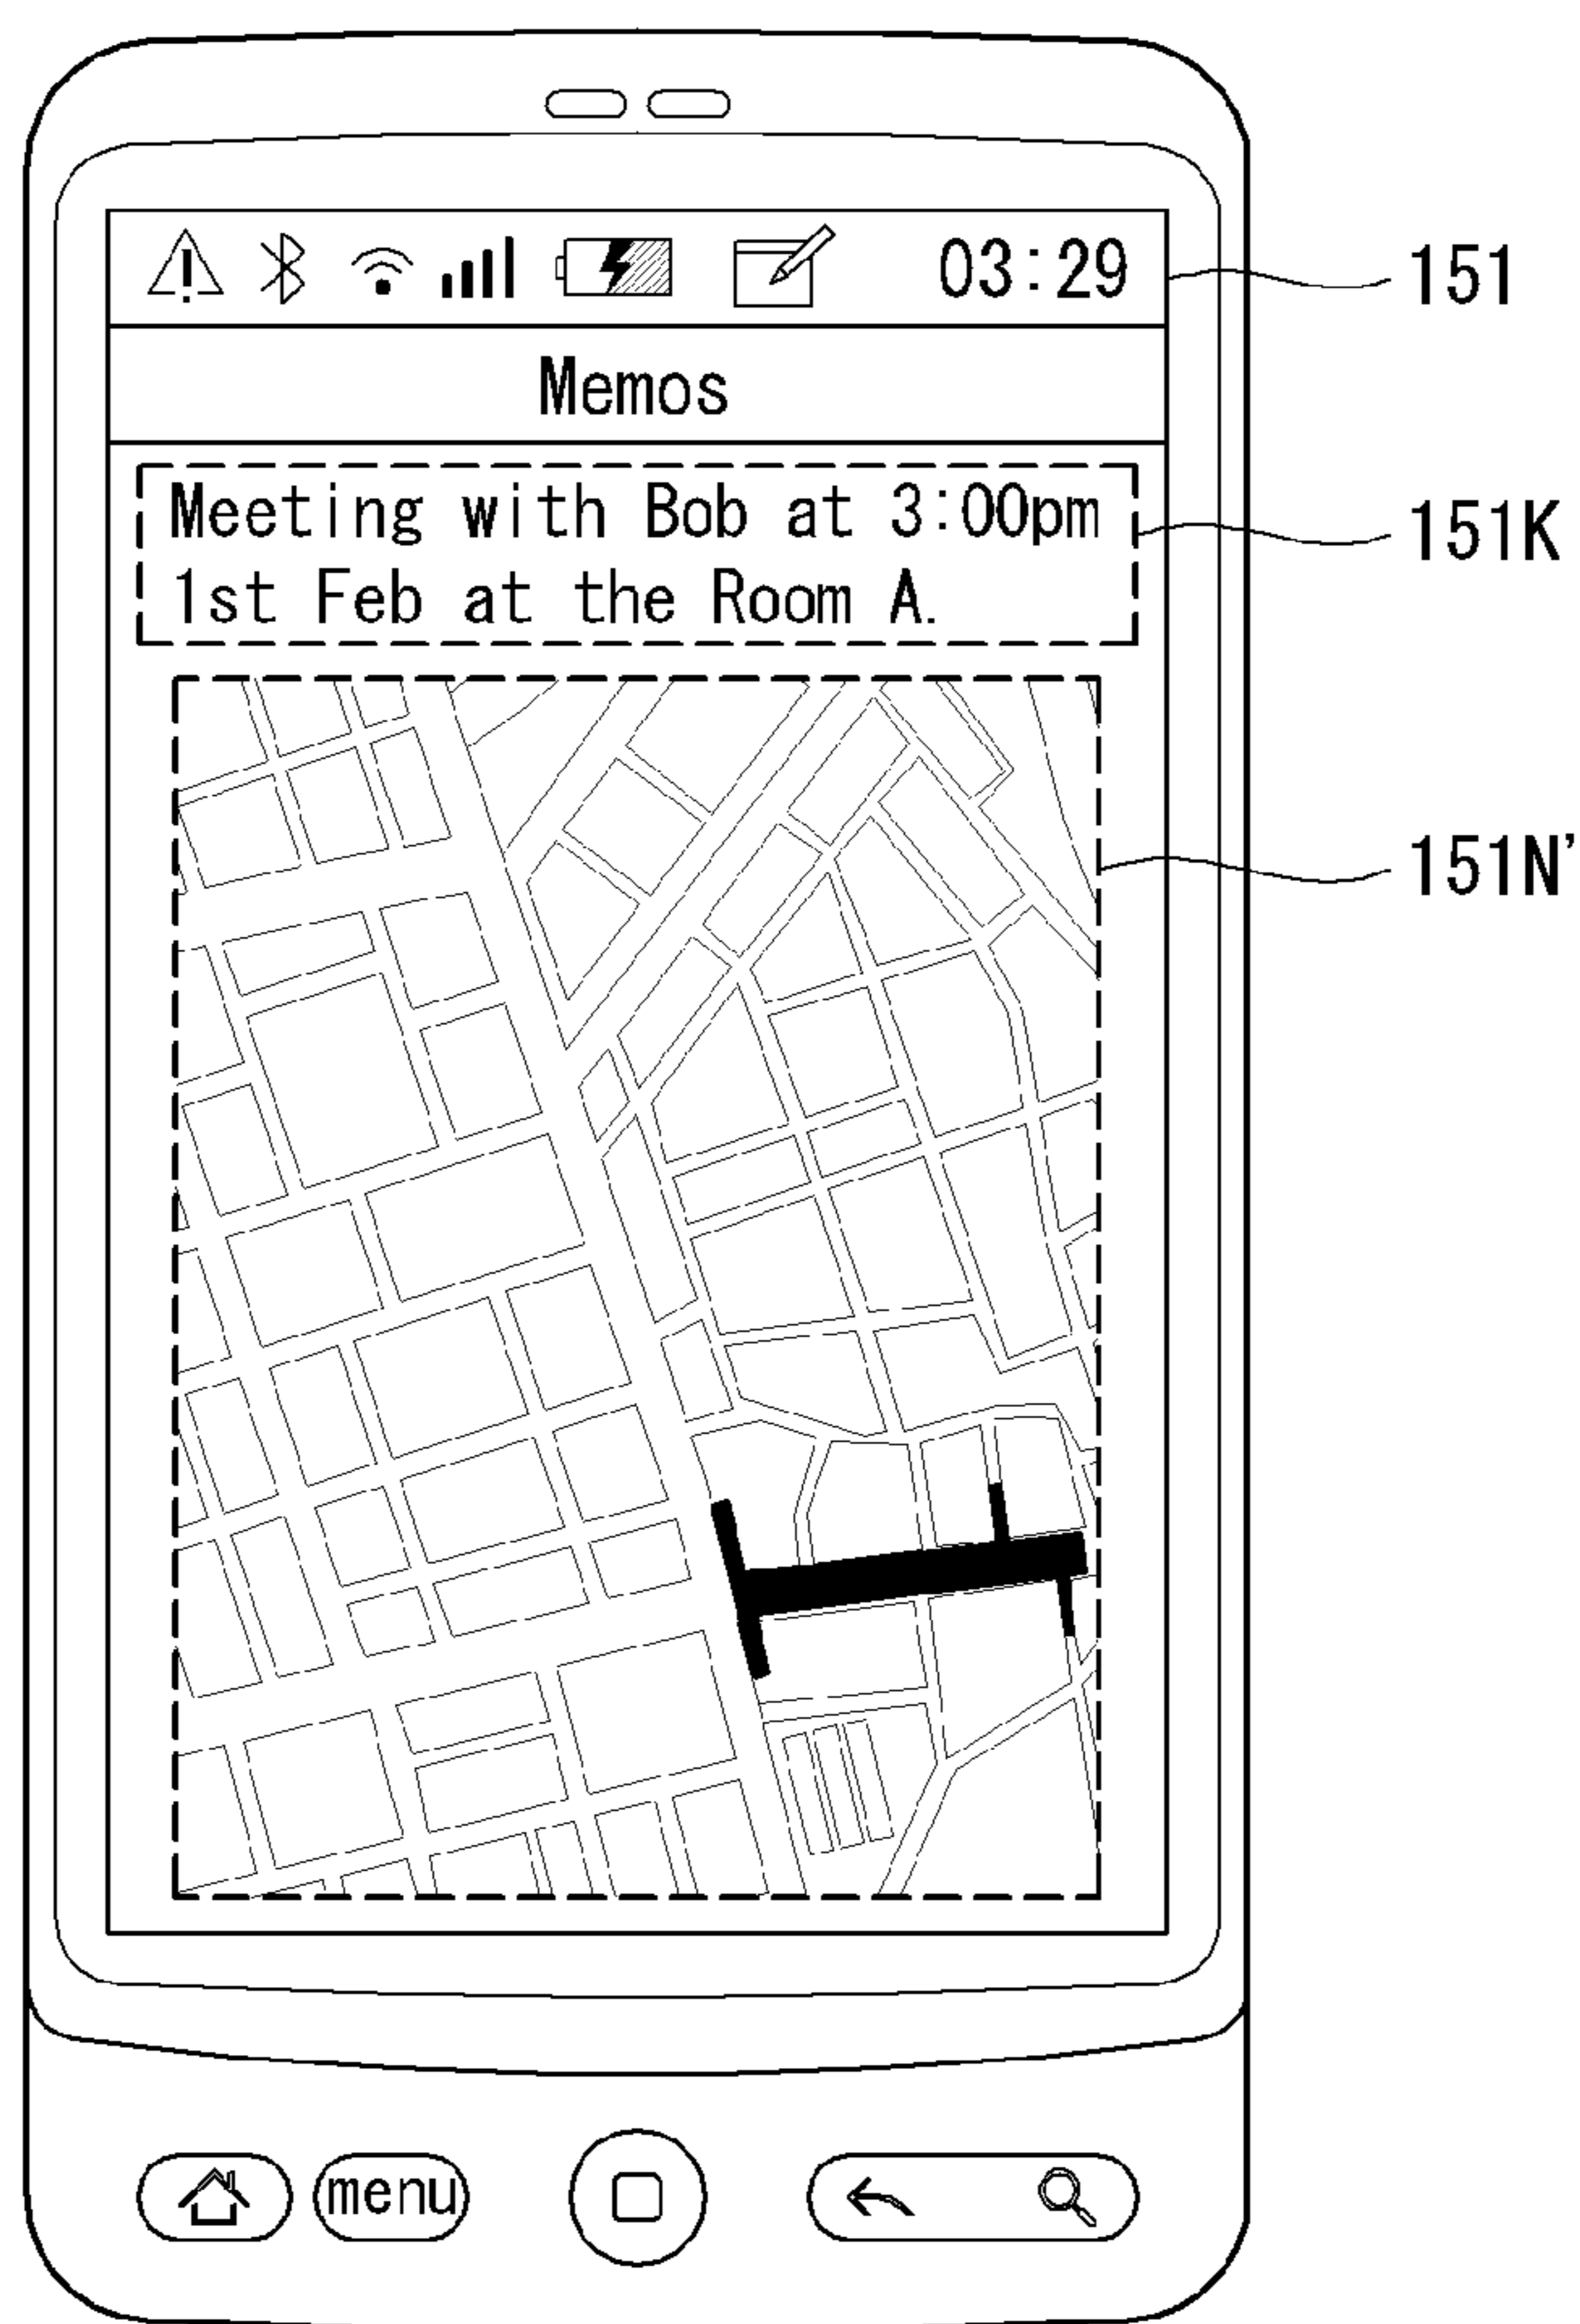 03:29
151
Memos
Meeting with Bob at 3:00pm
1st Feb at the Room A.
151K
151N'
menu